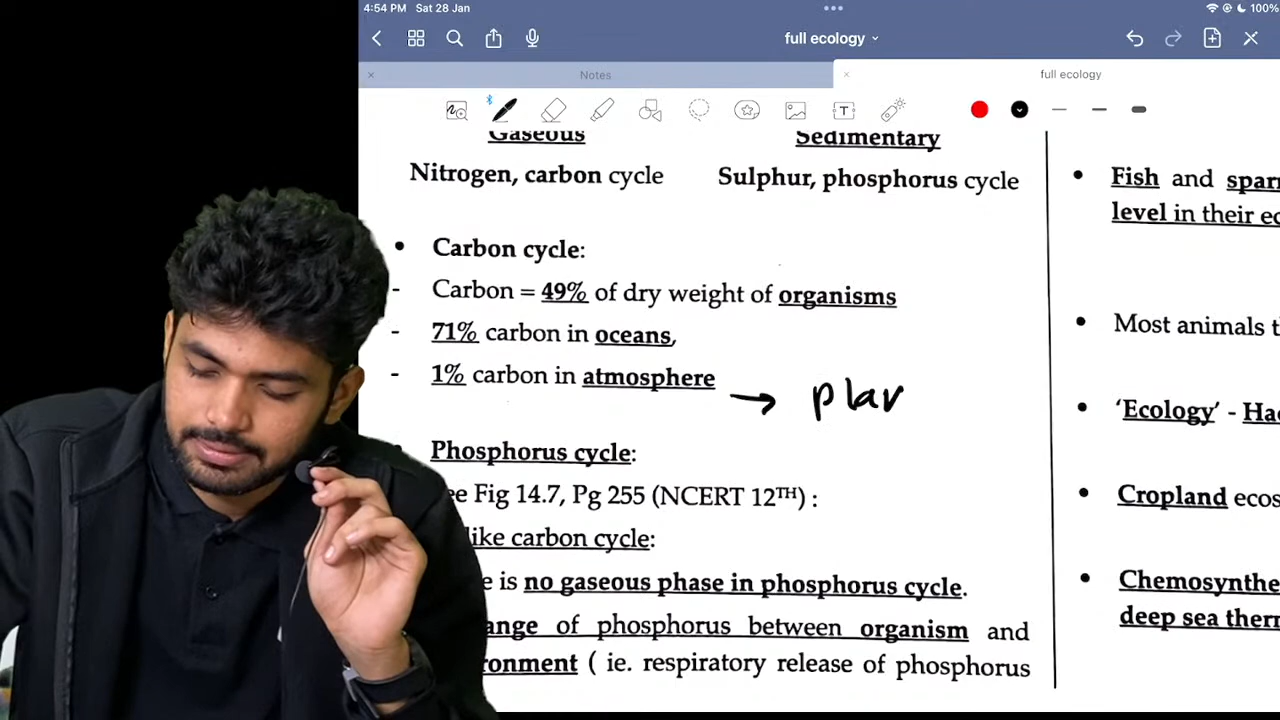 4:54 PM Sat 28 Jan
100%
full ecology
Notes
full ecology
Gaseous
Sedimentary
Nitrogen, carbon cycle
Sulphur, phosphorus cycle
• Carbon cycle:
- Carbon = 49% of dry weight of organisms
- 71% carbon in oceans,
- 1% carbon in atmosphere
→ plan
Phosphorus cycle:
ee Fig 14.7, Pg 255 (NCERT 12TH) :
like carbon cycle:
e is no gaseous phase in phosphorus cycle.
ange of phosphorus between organism and
ronment ( ie. respiratory release of phosphorus
• Fish and sparr
level in their ec
• Most animals t
• ‘Ecology’ - Hae
• Cropland ecos
• Chemosynthe
deep sea therm